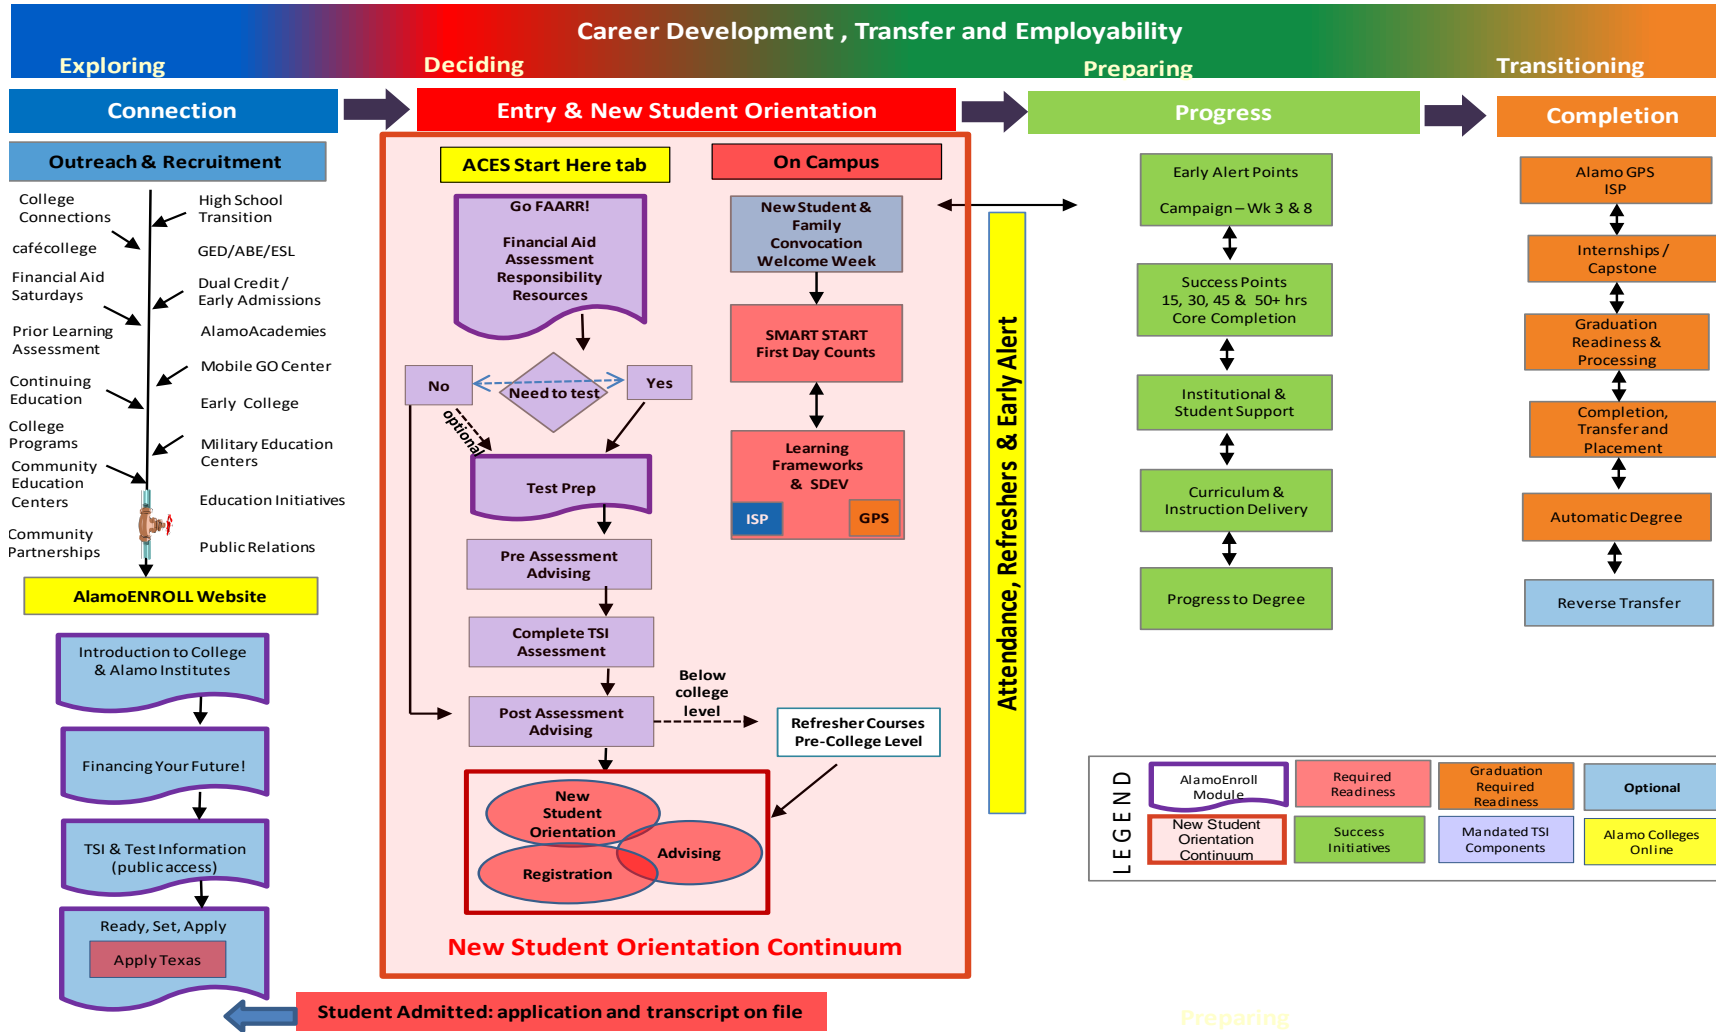 Career Development , Transfer and Employability
Exploring
Deciding
Preparing
Transitioning
Connection
Entry & New Student Orientation
Progress
Completion
Outreach & Recruitment
College
Connections
cafécollege
Financial Aid
Saturdays
Prior Learning
Assessment
Continuing
Education
College
Programs
Community
Education
Centers
Community
Partnerships
High School
Transition
GED/ABE/ESL
Dual Credit /
Early Admissions
AlamoAcademies
Mobile GO Center
Early College
Military Education
Centers
Education Initiatives
Public Relations
AlamoENROLL Website
Introduction to College
& Alamo Institutes
Financing Your Future!
TSI & Test Information
(public access)
Ready, Set, Apply
Apply Texas
Student Admitted: application and transcript on file
ACES Start Here tab
Go FAARR!
Financial Aid
Assessment
Responsibility
Resources
No
Need to test
Yes
optional
Test Prep
Pre Assessment
Advising
Complete TSI
Assessment
Post Assessment
Advising
Below
college
level
Refresher Courses
Pre-College Level
New
Student
Orientation
Advising
Registration
New Student Orientation Continuum
On Campus
New Student &
Family
Convocation
Welcome Week
SMART START
First Day Counts
Learning
Frameworks
& SDEV
ISP
GPS
Attendance, Refreshers & Early Alert
Early Alert Points
Campaign – Wk 3 & 8
Success Points
15, 30, 45 & 50+ hrs
Core Completion
Institutional &
Student Support
Curriculum &
Instruction Delivery
Progress to Degree
Alamo GPS
ISP
Internships /
Capstone
Graduation
Readiness &
Processing
Completion,
Transfer and
Placement
Automatic Degree
Reverse Transfer
LEGEND
AlamoEnroll
Module
Required
Readiness
Graduation
Required
Readiness
Optional
New Student
Orientation
Continuum
Success
Initiatives
Mandated TSI
Components
Alamo Colleges
Online
Preparing